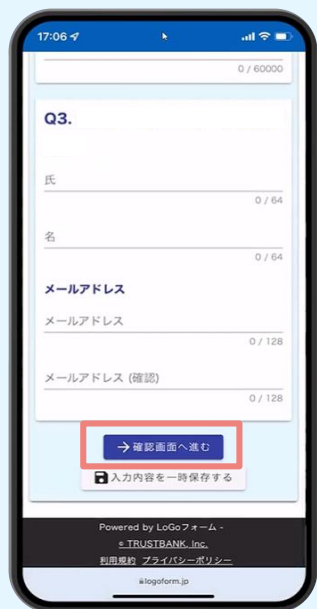 17:06
0 / 60000
Q3.
氏
0 / 64
名
0 / 64
メールアドレス
メールアドレス
0 / 128
メールアドレス (確認)
0 / 128
→確認画面へ進む
入力内容を一時保存する
Powered by LoGoフォーム -
© TRUSTBANK, Inc.
利用規約 プライバシーポリシー
logoform.jp